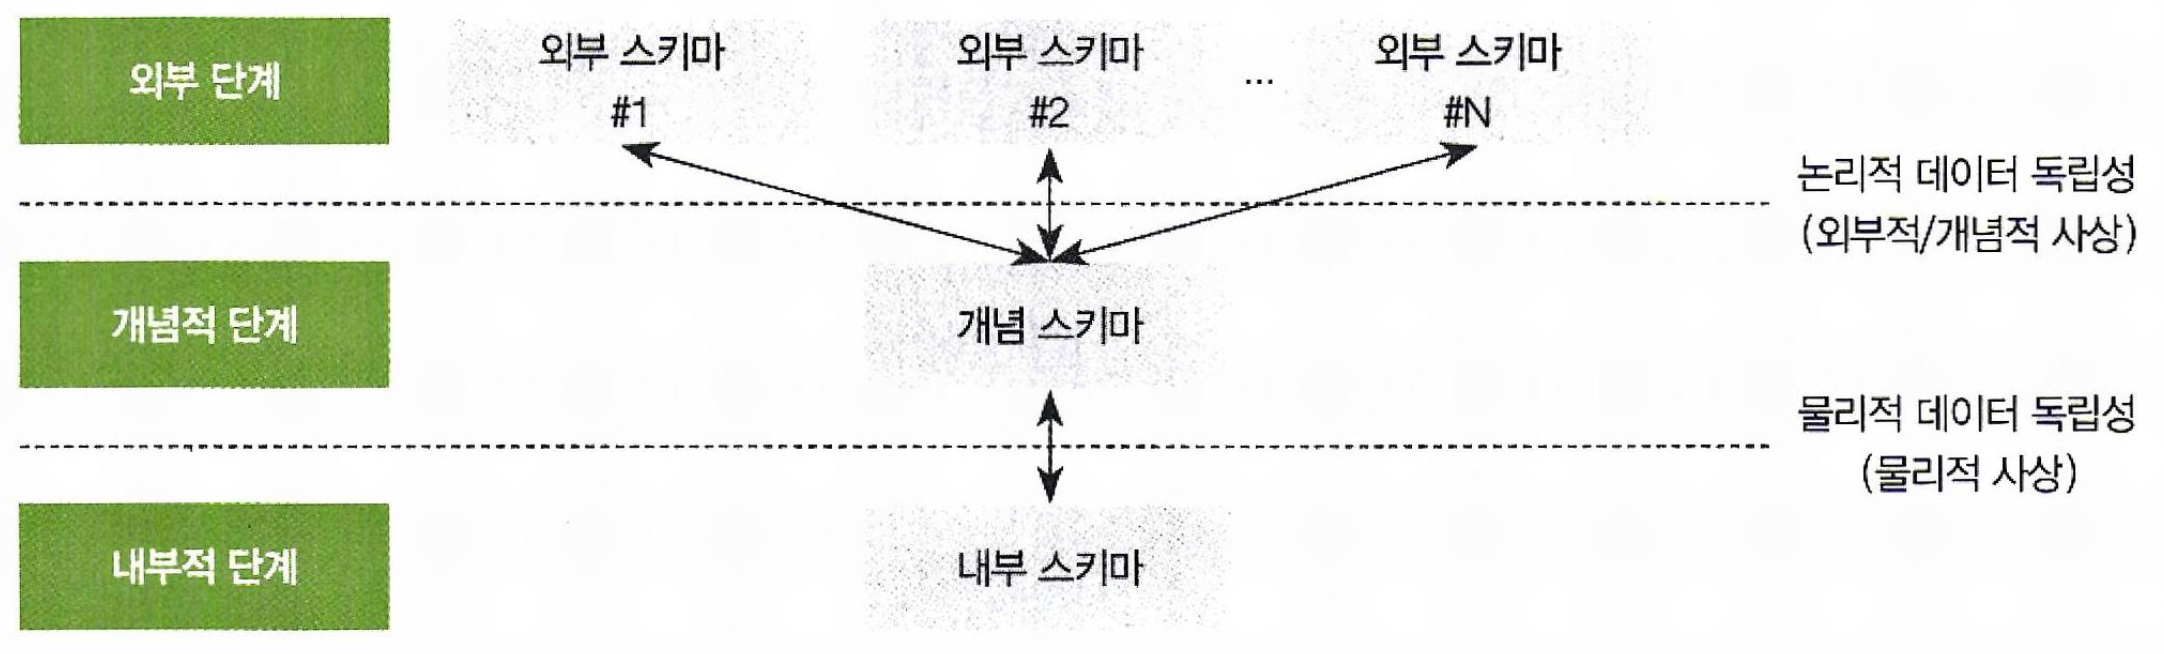 외부 단계
외부 스키마
#1
외부 스키마
#2
...
외부 스키마
#N
논리적 데이터 독립성
(외부적/개념적 사상)
개념적 단계
개념 스키마
물리적 데이터 독립성
(물리적 사상)
내부적 단계
내부 스키마